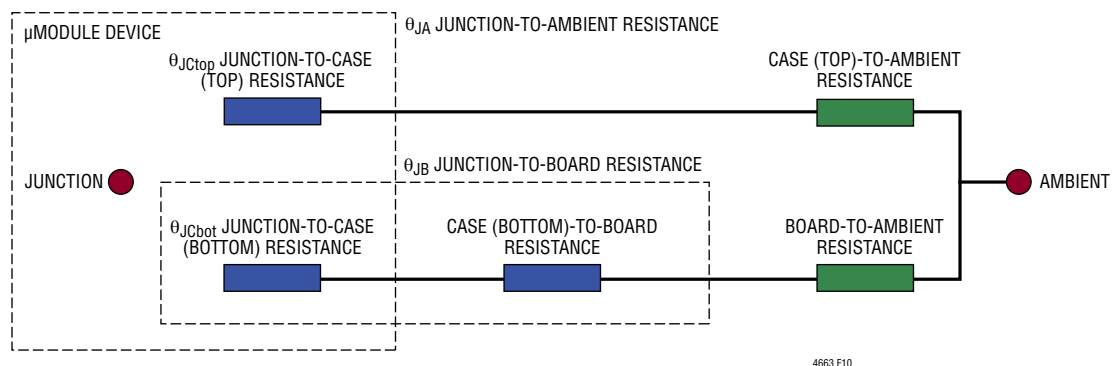 µMODULE DEVICE
θJA JUNCTION-TO-AMBIENT RESISTANCE
θJCtop JUNCTION-TO-CASE
(TOP) RESISTANCE
CASE (TOP)-TO-AMBIENT
RESISTANCE
θJB JUNCTION-TO-BOARD RESISTANCE
JUNCTION
AMBIENT
θJCbot JUNCTION-TO-CASE
(BOTTOM) RESISTANCE
CASE (BOTTOM)-TO-BOARD
RESISTANCE
BOARD-TO-AMBIENT
RESISTANCE
4663 F10